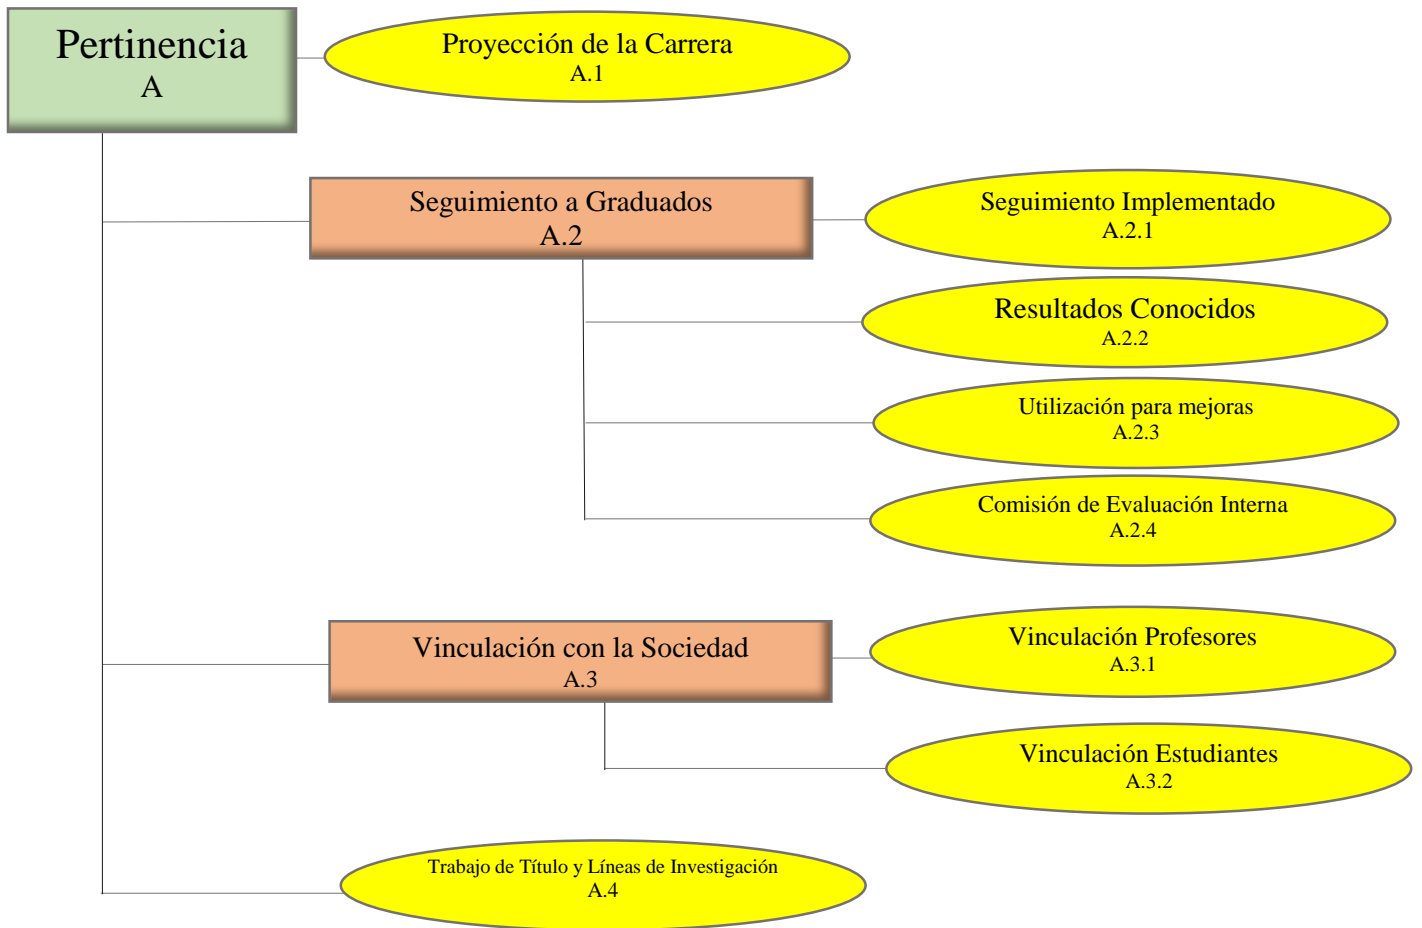 Pertinencia
A
Proyección de la Carrera
A.1
Seguimiento a Graduados
A.2
Seguimiento Implementado
A.2.1
Resultados Conocidos
A.2.2
Utilización para mejoras
A.2.3
Comisión de Evaluación Interna
A.2.4
Vinculación con la Sociedad
A.3
Vinculación Profesores
A.3.1
Vinculación Estudiantes
A.3.2
Trabajo de Título y Líneas de Investigación
A.4